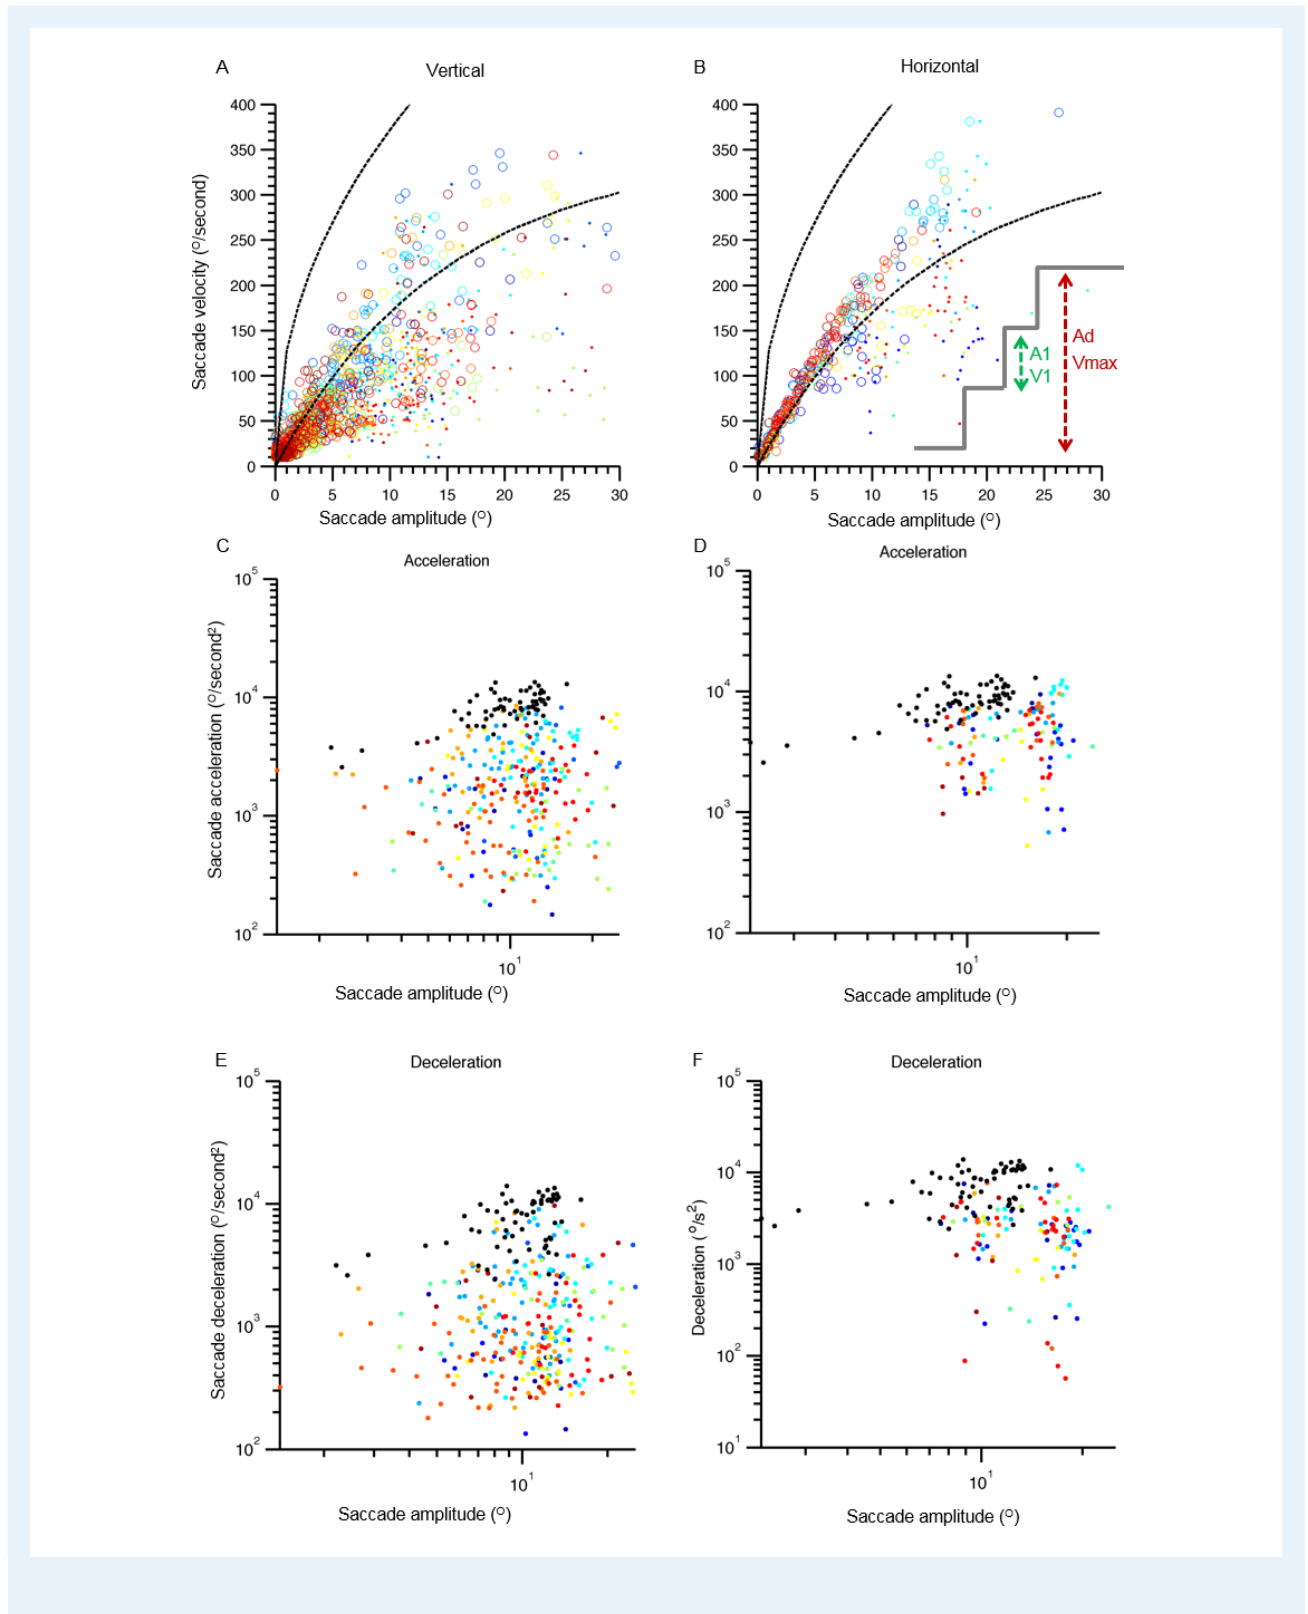 A
Vertical
B
Horizontal
Saccade velocity (O/second)
400
350
300
250
200
150
100
50
0
0 5 10 15 20 25 30
Saccade amplitude (O)
400
350
300
250
200
150
100
50
0
0 5 10 15 20 25 30
Saccade amplitude (O)
Ad
Vmax
A1
V1
C
Acceleration
Saccade acceleration (O/second²)
10⁵
10⁴
10³
10²
10¹
Saccade amplitude (O)
D
Acceleration
10⁵
10⁴
10³
10²
10¹
Saccade amplitude (O)
E
Deceleration
Saccade deceleration (O/second²)
10⁵
10⁴
10³
10²
10¹
Saccade amplitude (O)
F
Deceleration
Deceleration (O/s²)
10⁵
10⁴
10³
10²
10¹
10¹
Saccade amplitude (O)